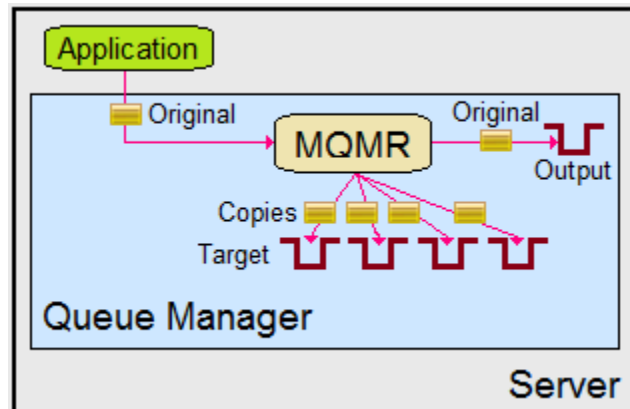 Application
Original
Original
MQMR
Output
Copies
Target
Queue Manager
Server